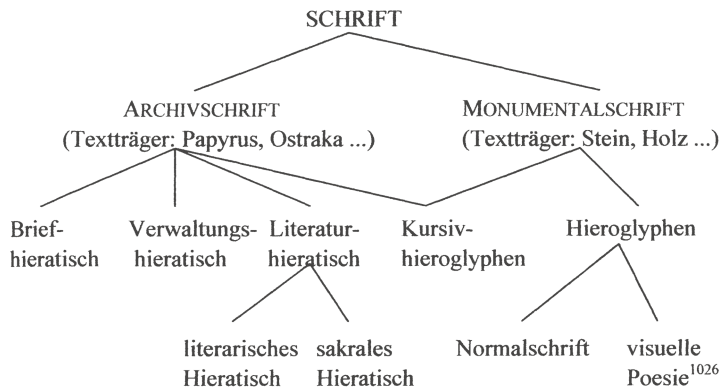 SCHRIFT
ARCHIVSCHRIFT MONUMENTALSCHRIFT
(Textträger: Papyrus, Ostraka ...) (Textträger: Stein, Holz ...)
Brief- Verwaltungs- Literatur- Kursiv- Hieroglyphen
hieratisch hieratisch hieratisch hieroglyphen
literarisches sakrales Normalschrift visuelle
Hieratisch Hieratisch Poesie1026